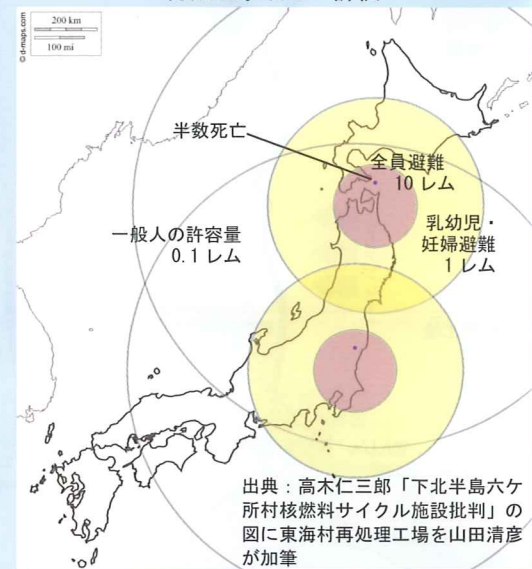 200 km
100 mi
© d-maps.com
半数死亡
全員避難
10 レム
一般人の許容量
0.1 レム
乳幼児・
妊婦避難
1 レム
出典：高木仁三郎「下北半島六ケ
所村核燃料サイクル施設批判」の
図に東海村再処理工場を山田清彦
が加筆